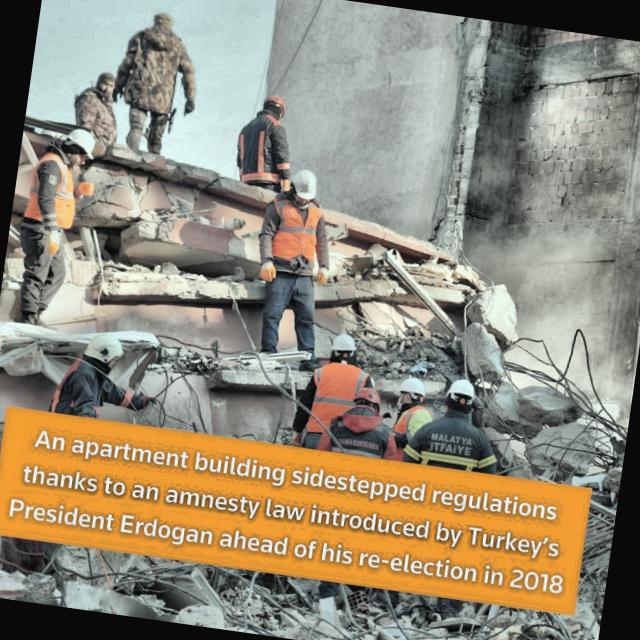 MALATYA
İTFAİYE
An apartment building sidestepped regulations
thanks to an amnesty law introduced by Turkey's
President Erdogan ahead of his re-election in 2018